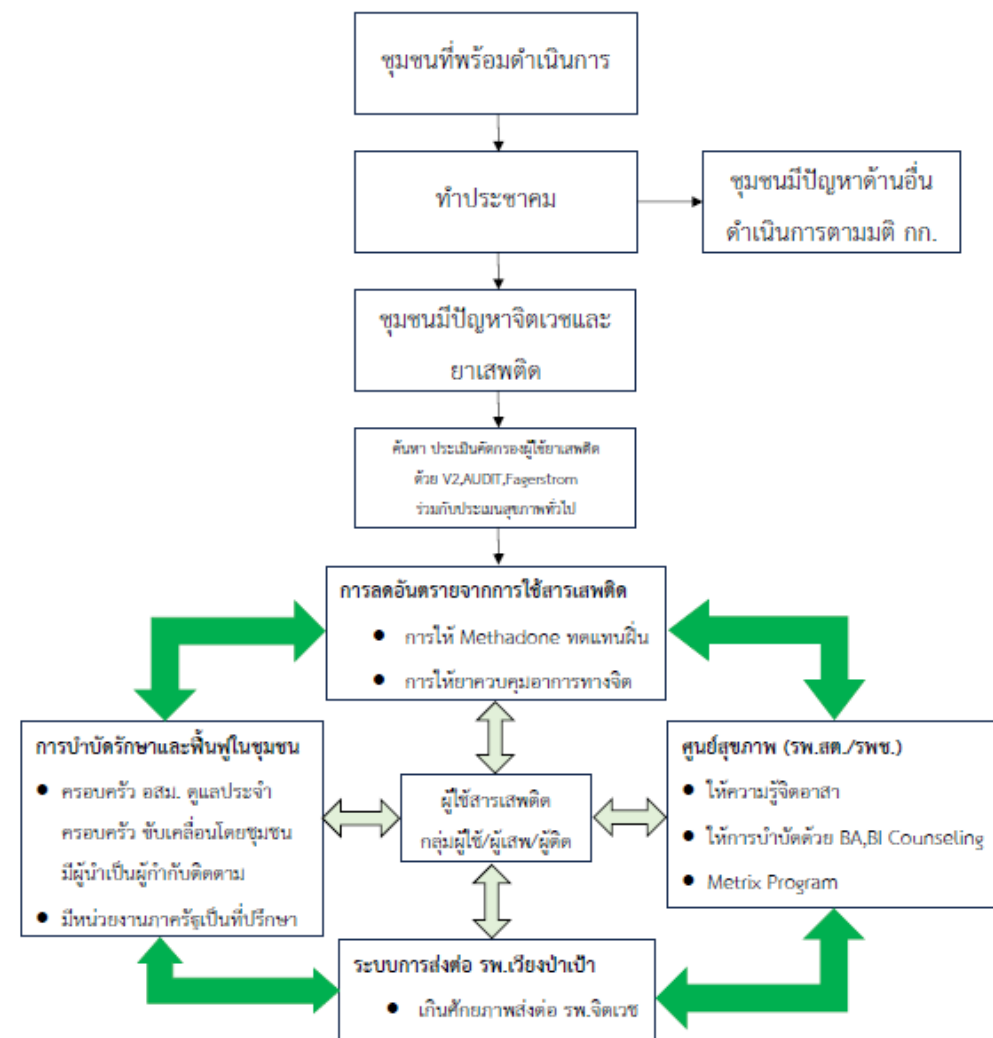 ชุมชนที่พร้อมดำเนินการ
ทำประชาคม
ชุมชนมีปัญหาด้านอื่น
ดำเนินการตามมติ กก.
ชุมชนมีปัญหาจิตเวชและ
ยาเสพติด
ค้นหา ประเมินคัดกรองผู้ใช้ยาเสพติด
ด้วย V2,AUDIT,Fagerstrom
ร่วมกับประเมนสุขภาพทั่วไป
การลดอันตรายจากการใช้สารเสพติด
● การให้ Methadone ทดแทนฝิ่น
● การให้ยาควบคุมอาการทางจิต
การบำบัดรักษาและฟื้นฟูในชุมชน
● ครอบครัว อสม. ดูแลประจำ
ครอบครัว ขับเคลื่อนโดยชุมชน
มีผู้นำเป็นผู้กำกับติดตาม
● มีหน่วยงานภาครัฐเป็นที่ปรึกษา
ผู้ใช้สารเสพติด
กลุ่มผู้ใช้/ผู้เสพ/ผู้ติด
ศูนย์สุขภาพ (รพ.สต./รพช.)
● ให้ความรู้จิตอาสา
● ให้การบำบัดด้วย BA,BI Counseling
● Metrix Program
ระบบการส่งต่อ รพ.เวียงป่าเป้า
● เกินศักยภาพส่งต่อ รพ.จิตเวช